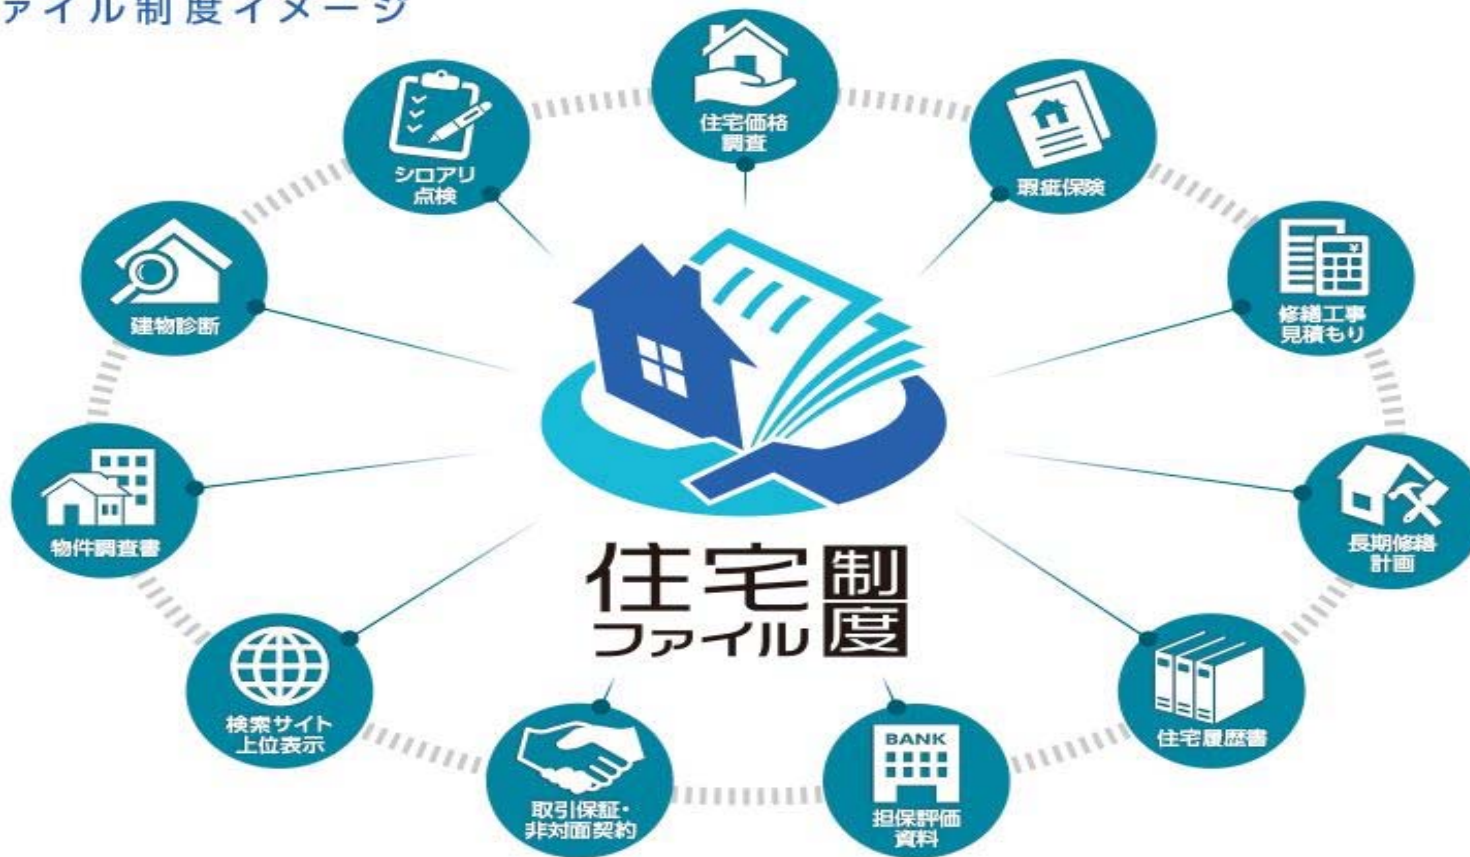 ァイル制度イメージ
住宅価格
調査
瑕疵保険
修繕工事
見積もり
長期修繕
計画
住宅履歴書
BANK
担保評価
資料
取引保証・
非対面契約
検索サイト
上位表示
物件調査書
建物診断
シロアリ
点検
¥
住宅
ファイル
制度